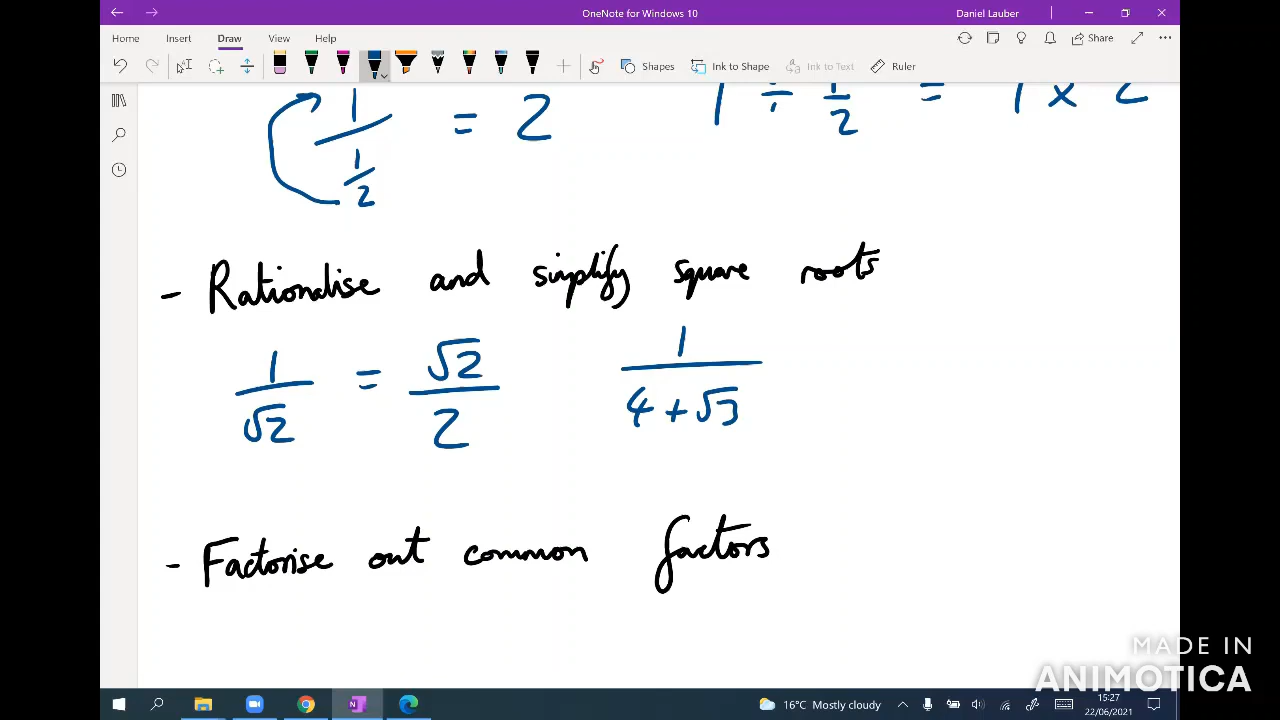 OneNote for Windows 10
Daniel Lauber
Home Insert Draw View Help
Share
Shapes
Ink to Shape
Ink to Text
Ruler
1/(1/2) = 2
1 ÷ 1/2 = 1 x 2
- Rationalise and simplify square roots
1/√2 = √2/2
1/(4+√3)
- Factorise out common factors
MADE IN
ANIMOTICA
16°C Mostly cloudy
15:27
22/06/2021